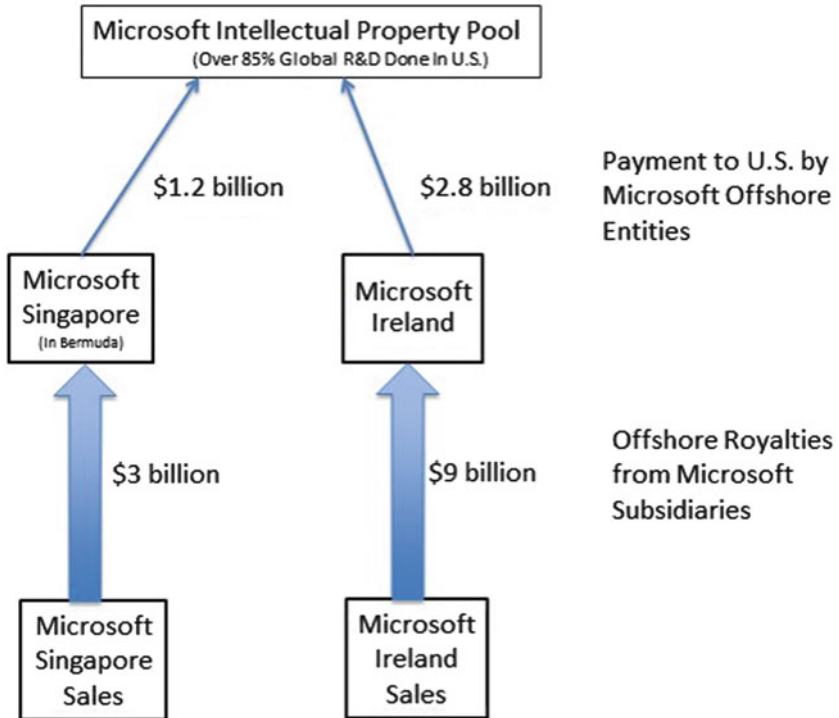 Microsoft Intellectual Property Pool
(Over 85% Global R&D Done In U.S.)
$1.2 billion
$2.8 billion
Payment to U.S. by
Microsoft Offshore
Entities
Microsoft
Singapore
(In Bermuda)
Microsoft
Ireland
$3 billion
$9 billion
Offshore Royalties
from Microsoft
Subsidiaries
Microsoft
Singapore
Sales
Microsoft
Ireland
Sales